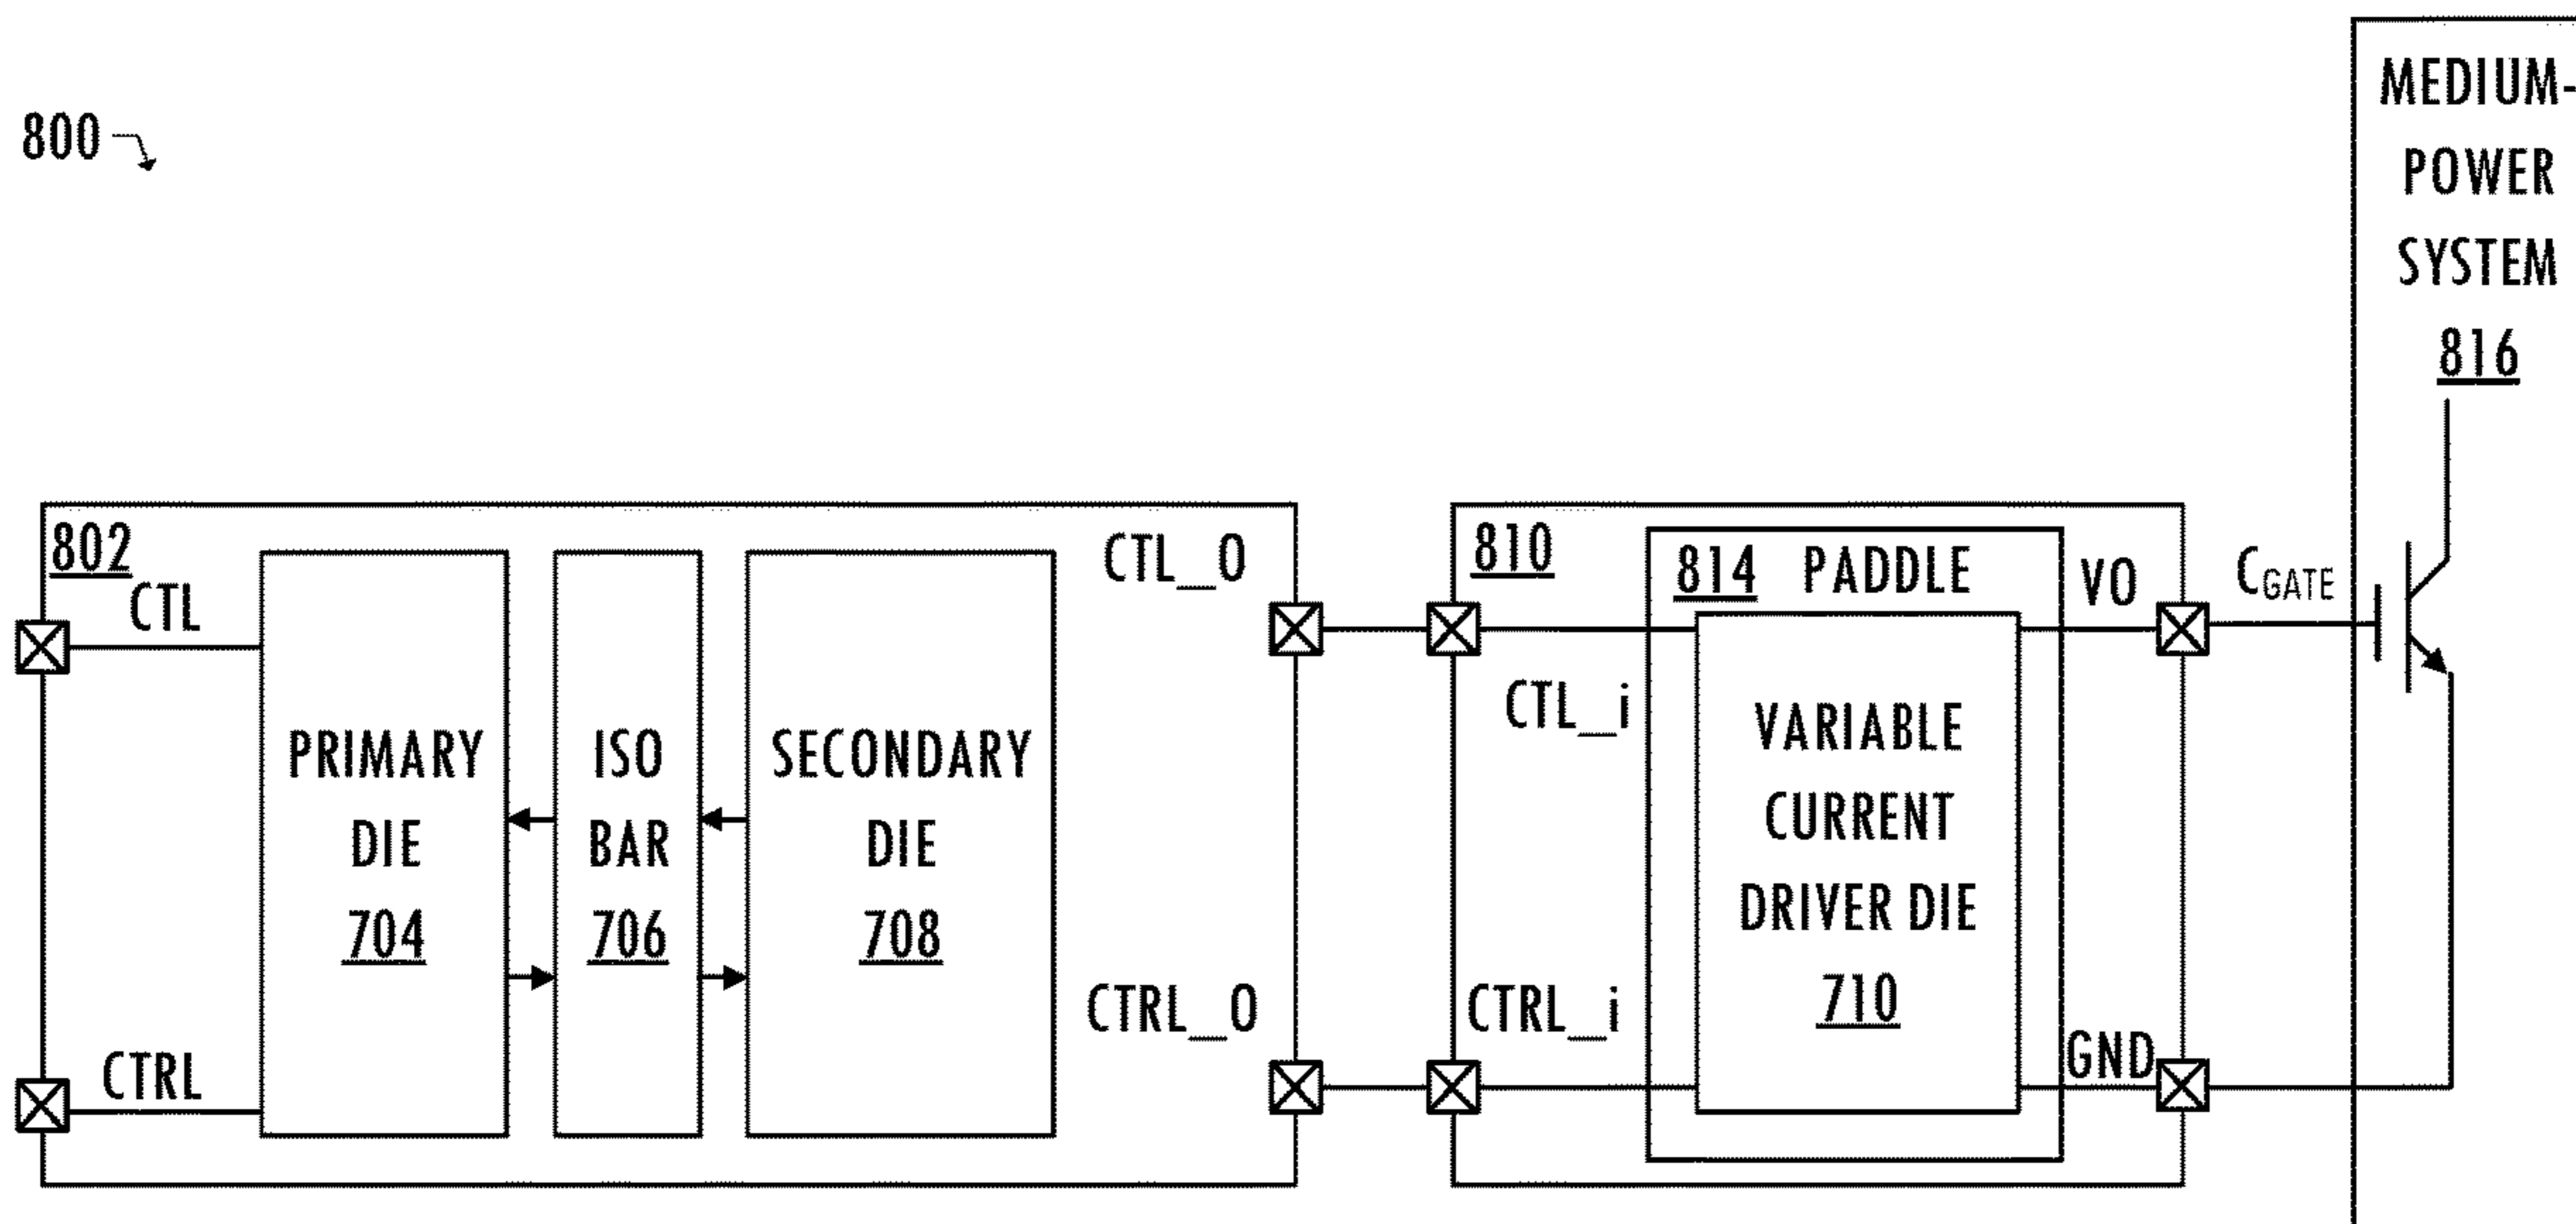 800
MEDIUM-
POWER
SYSTEM
816
802
CTL
CTRL
PRIMARY
DIE
704
ISO
BAR
706
SECONDARY
DIE
708
CTL_O
CTRL_O
810
CTL_i
CTRL_i
814 PADDLE
VARIABLE
CURRENT
DRIVER DIE
710
VO
GND
CGATE